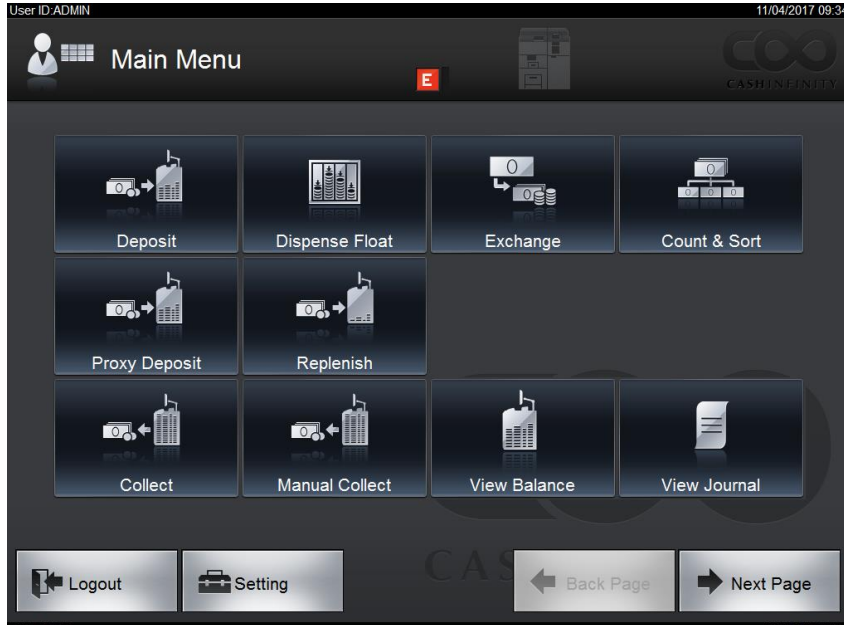 User ID:ADMIN
11/04/2017 09:34
Main Menu
E
CASHINFINITY
Deposit
Dispense Float
Exchange
Count & Sort
Proxy Deposit
Replenish
Collect
Manual Collect
View Balance
View Journal
Logout
Setting
Back Page
Next Page